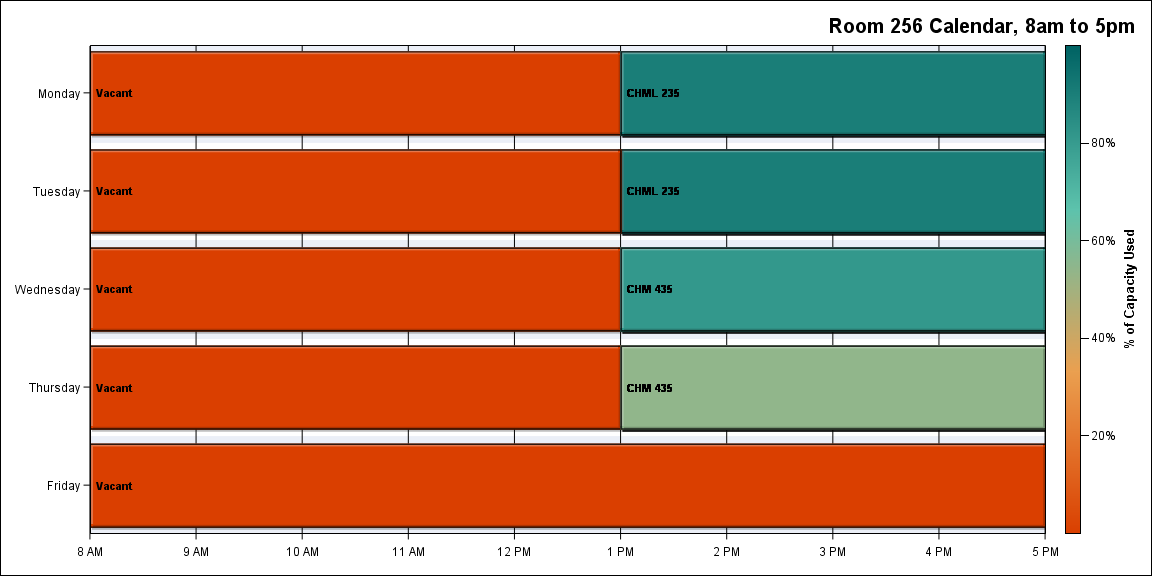 Room 256 Calendar, 8am to 5pm
Monday
Vacant
CHML 235
Tuesday
Vacant
CHML 235
Wednesday
Vacant
CHM 435
Thursday
Vacant
CHM 435
Friday
Vacant
8 AM
9 AM
10 AM
11 AM
12 PM
1 PM
2 PM
3 PM
4 PM
5 PM
80%
60%
40%
20%
% of Capacity Used